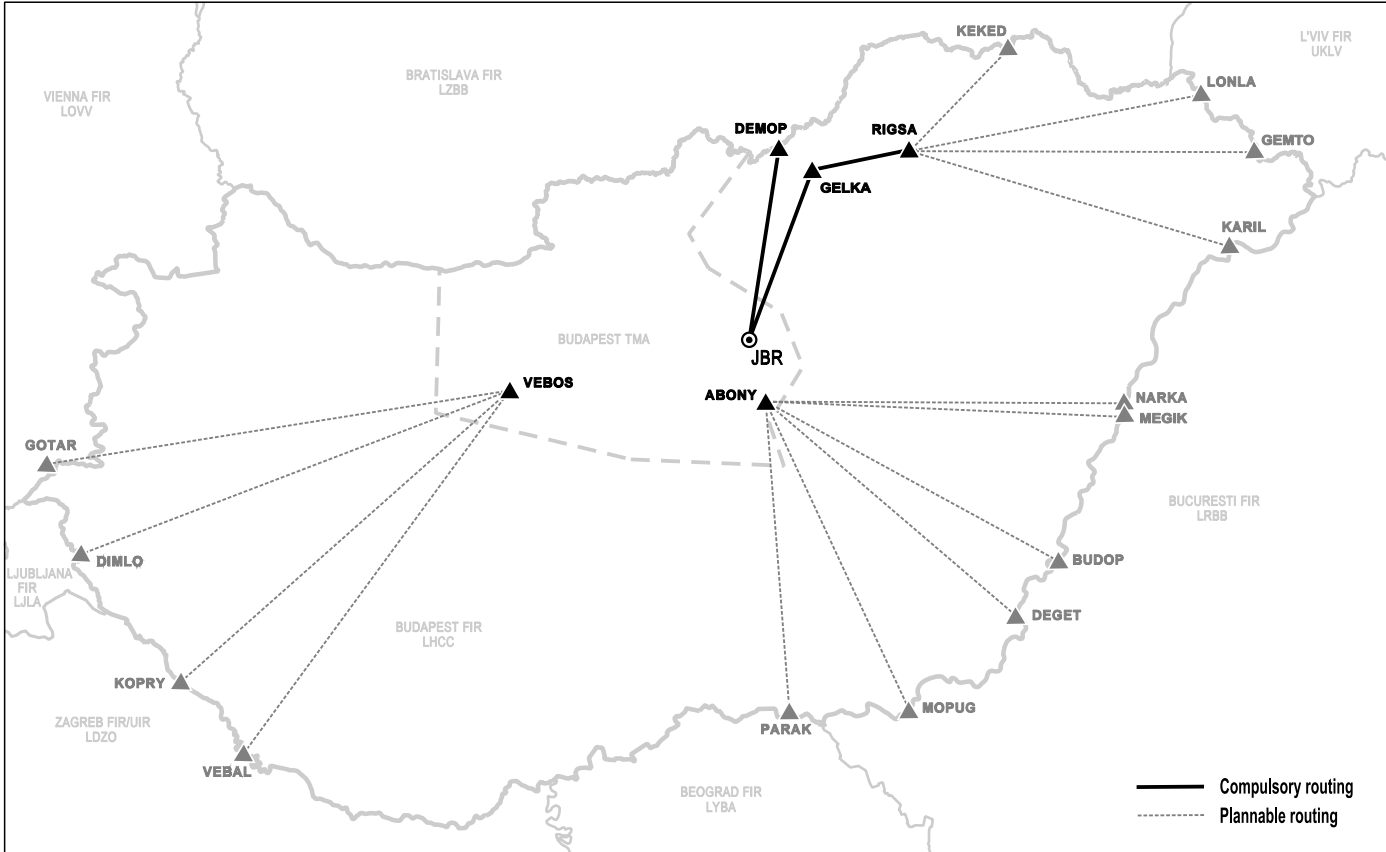 KEKED
L'VIV FIR
UKLV
BRATISLAVA FIR
LZBB
VIENNA FIR
LOVV
LONLA
DEMOP
RIGSA
GEMTO
GELKA
KARIL
BUDAPEST TMA
JBR
VEBOS
ABONY
NARKA
MEGIK
GOTAR
BUCURESTI FIR
LRBB
DIMLO
BUDOP
LJUBLJANA
FIR
LJLA
DEGET
BUDAPEST FIR
LHCC
KOPRY
MOPUG
ZAGREB FIR/UIR
LDZO
PARAK
VEBAL
BEOGRAD FIR
LYBA
Compulsory routing
Plannable routing